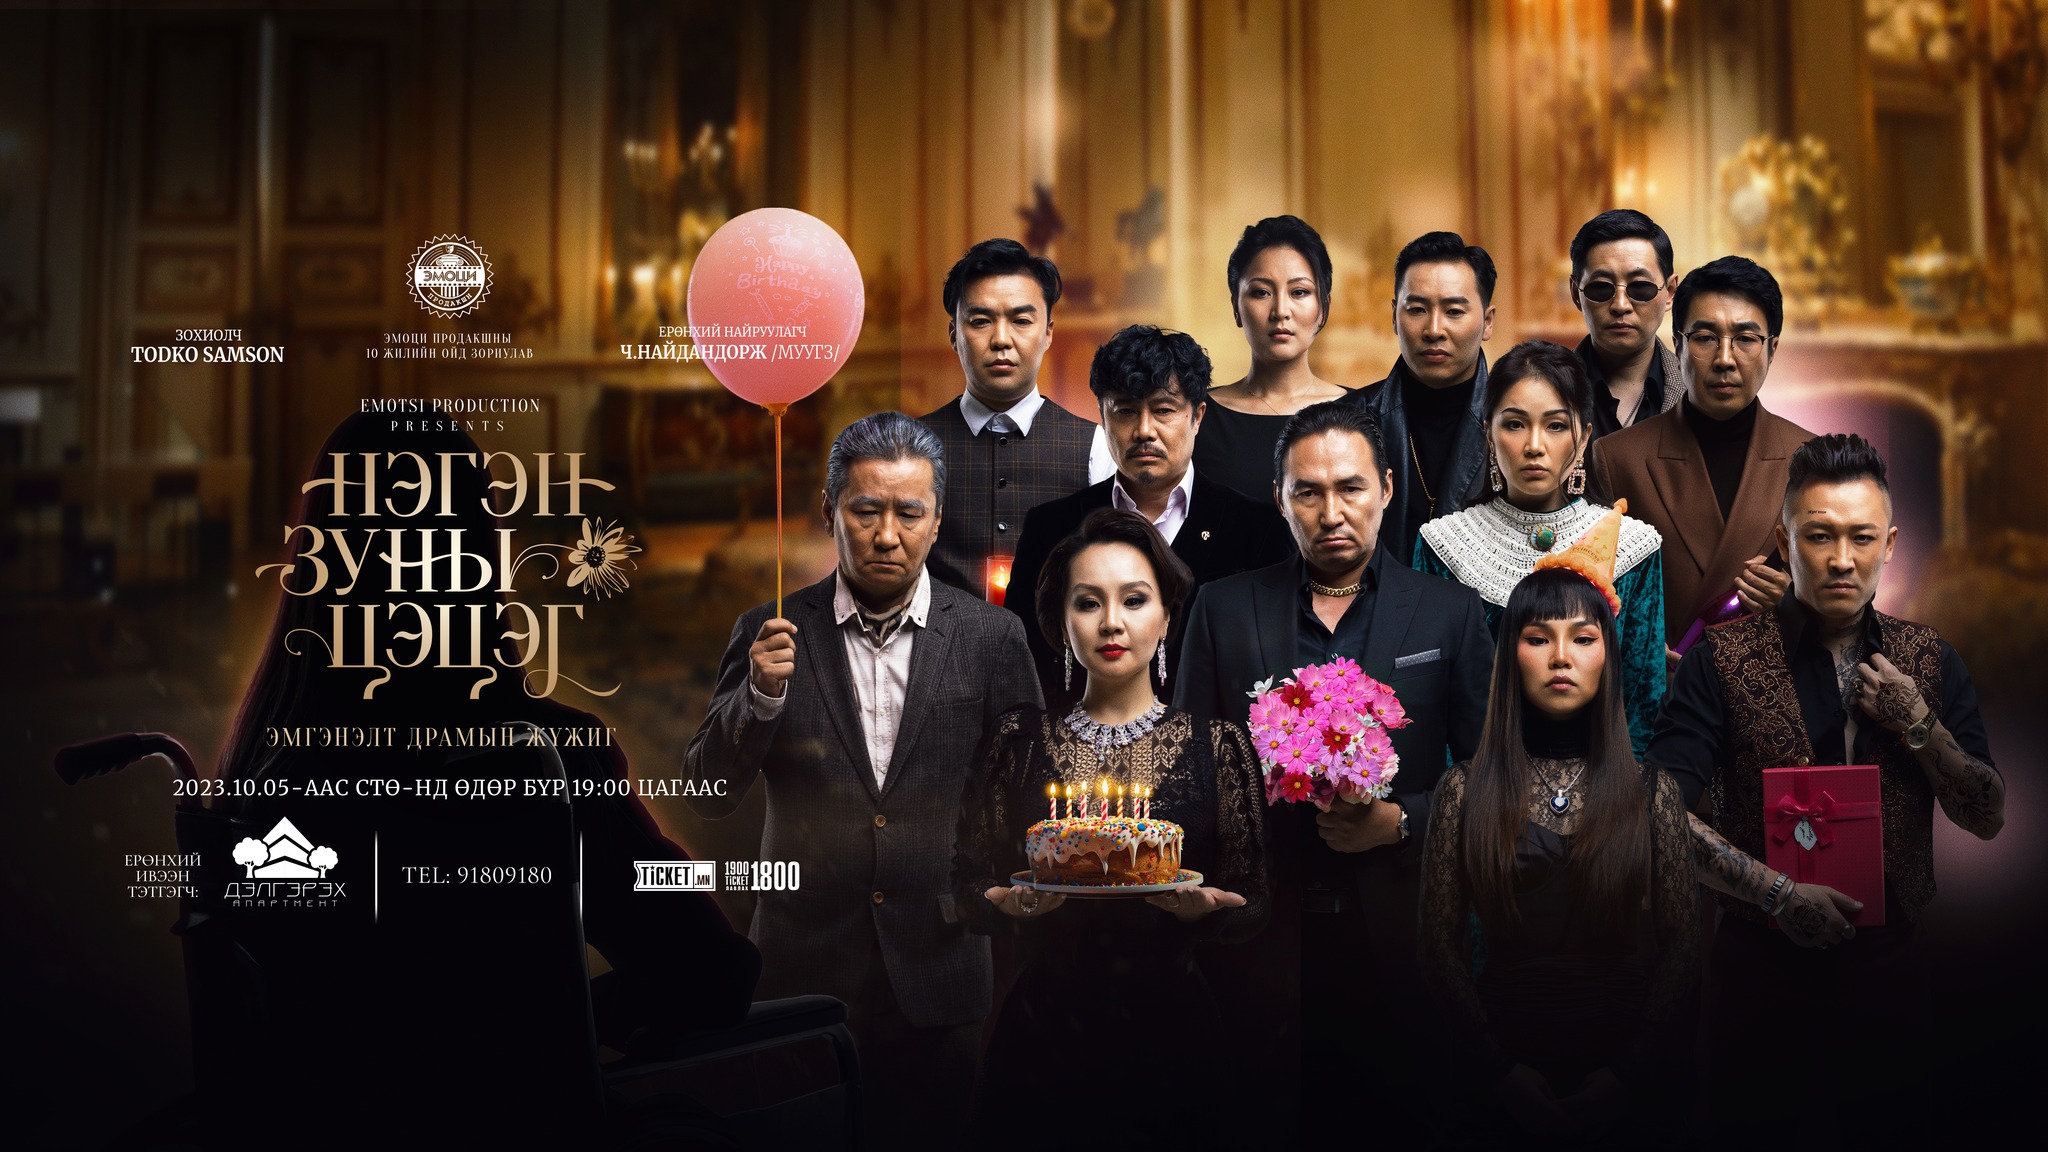 ЭМОЦИ
ПРОДАКШН
ЗОХИОЛЧ
TODKO SAMSON
ЭМОЦИ ПРОДАКШНЫ
10 ЖИЛИЙН ОЙД ЗОРИУЛАВ
Happy
Birthday
ЕРӨНХИЙ НАЙРУУЛАГЧ
Ч.НАЙДАНДОРЖ /МУУГЗ/
EMOTSI PRODUCTION
PRESENTS
НЭГЭН
ЗУНЫ
ЦЭЦЭГ
ЭМГЭНЭЛТ ДРАМЫН ЖҮЖИГ
2023.10.05-ААС СТӨ-НД ӨДӨР БҮР 19:00 ЦАГААС
ЕРӨНХИЙ
ИВЭЭН
ТЭТГЭГЧ:
ДЭЛГЭРЭХ
АПАРТМЕНТ
TEL: 91809180
TICKET.MN
1900
TICKET
1800